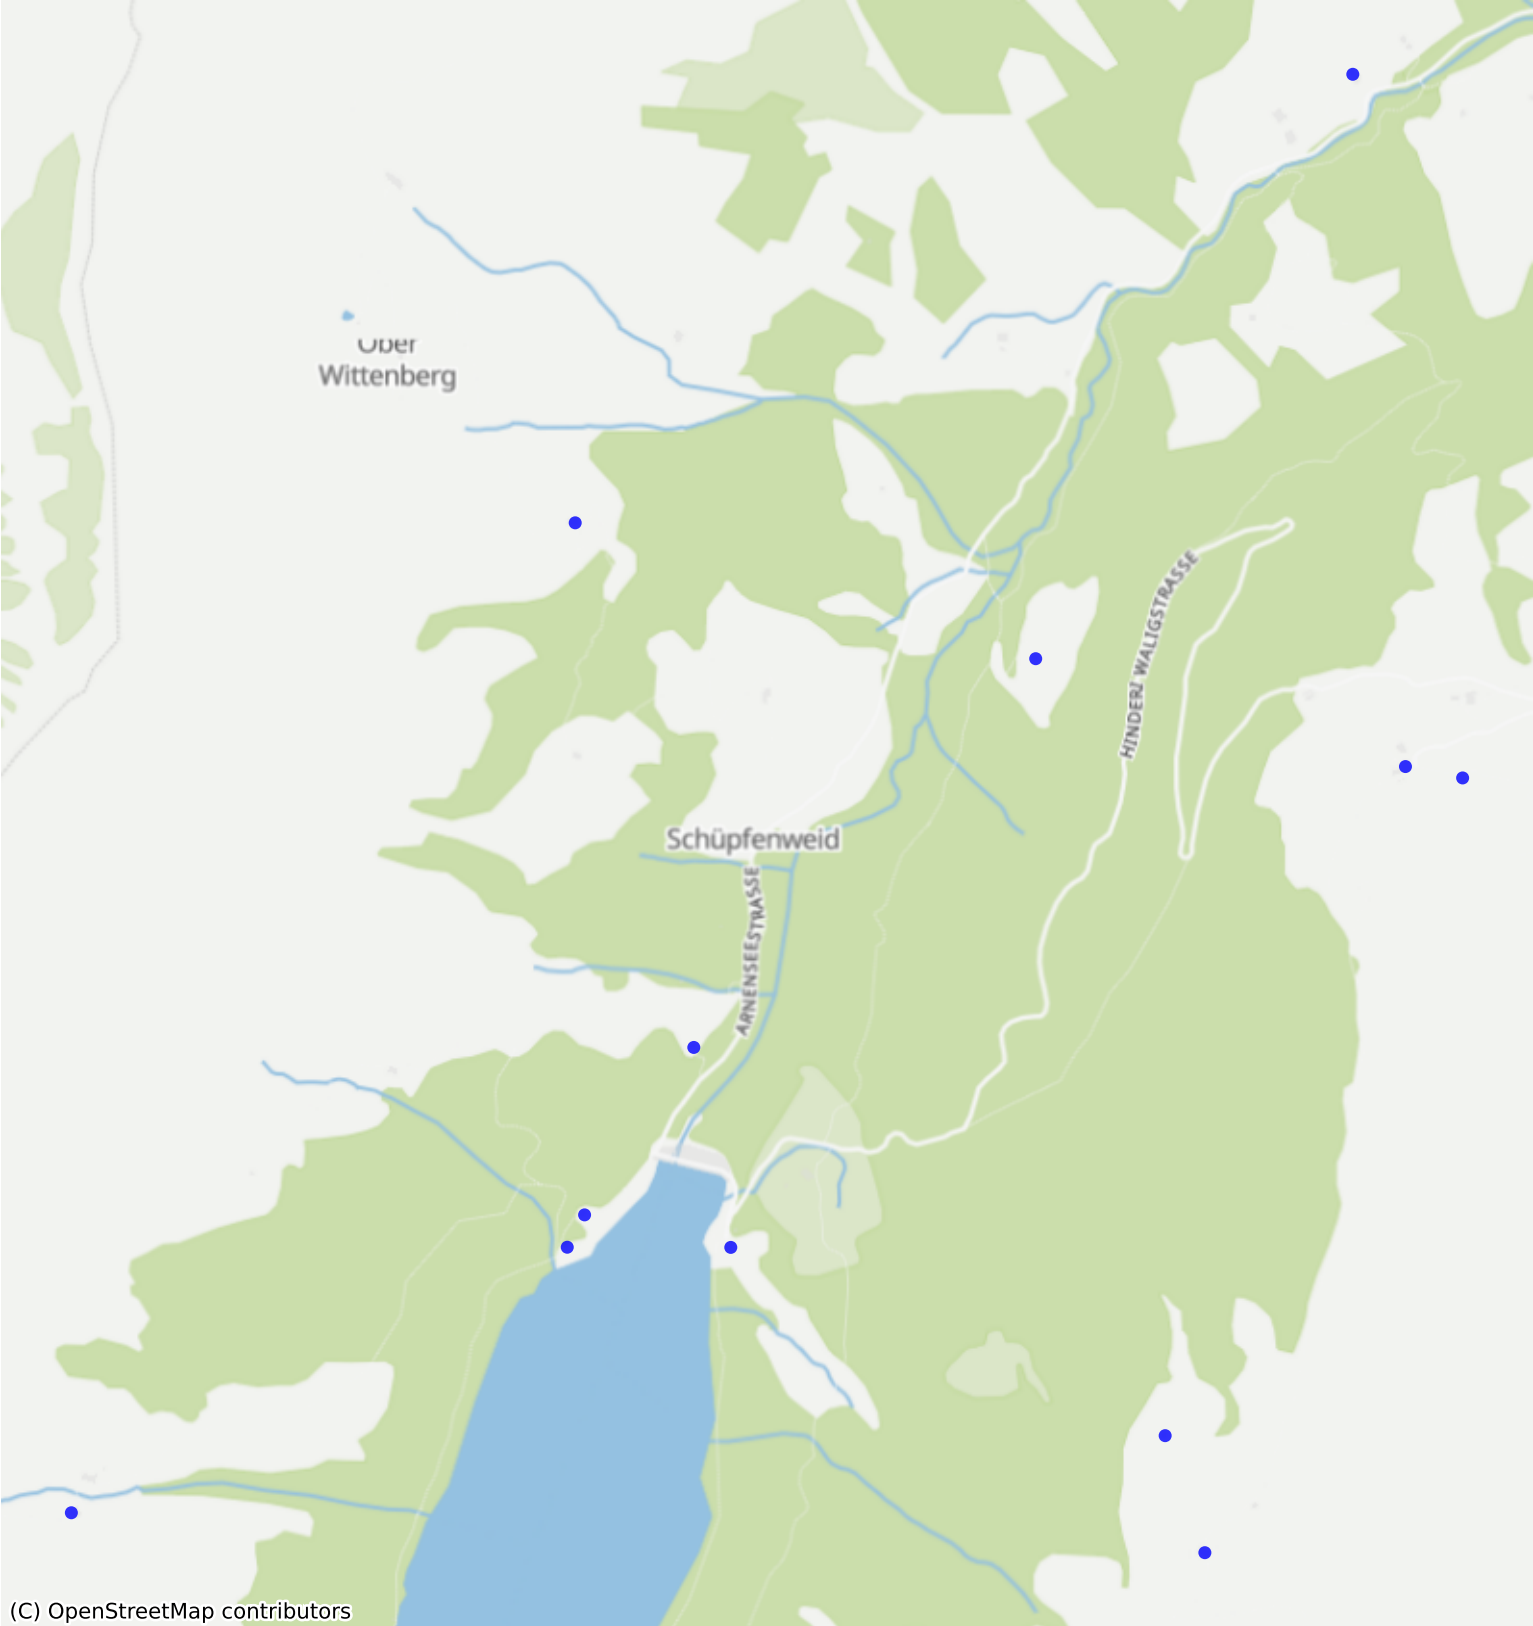 Ober
Wittenberg
HINDERI WALIGSTRASSE
Schüpfenweid
ARNENSEESTRASSE
(C) OpenStreetMap contributors